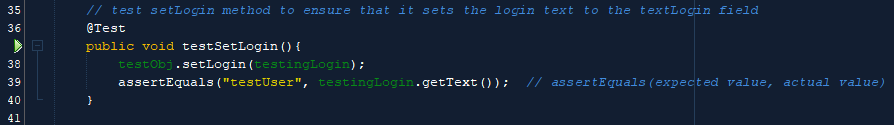 35 // test setLogin method to ensure that it sets the login text to the textLogin field
36 @Test
public void testSetLogin(){
38 testObj.setLogin(testingLogin);
39 assertEquals("testUser", testingLogin.getText()); // assertEquals(expected value, actual value)
40 }
41